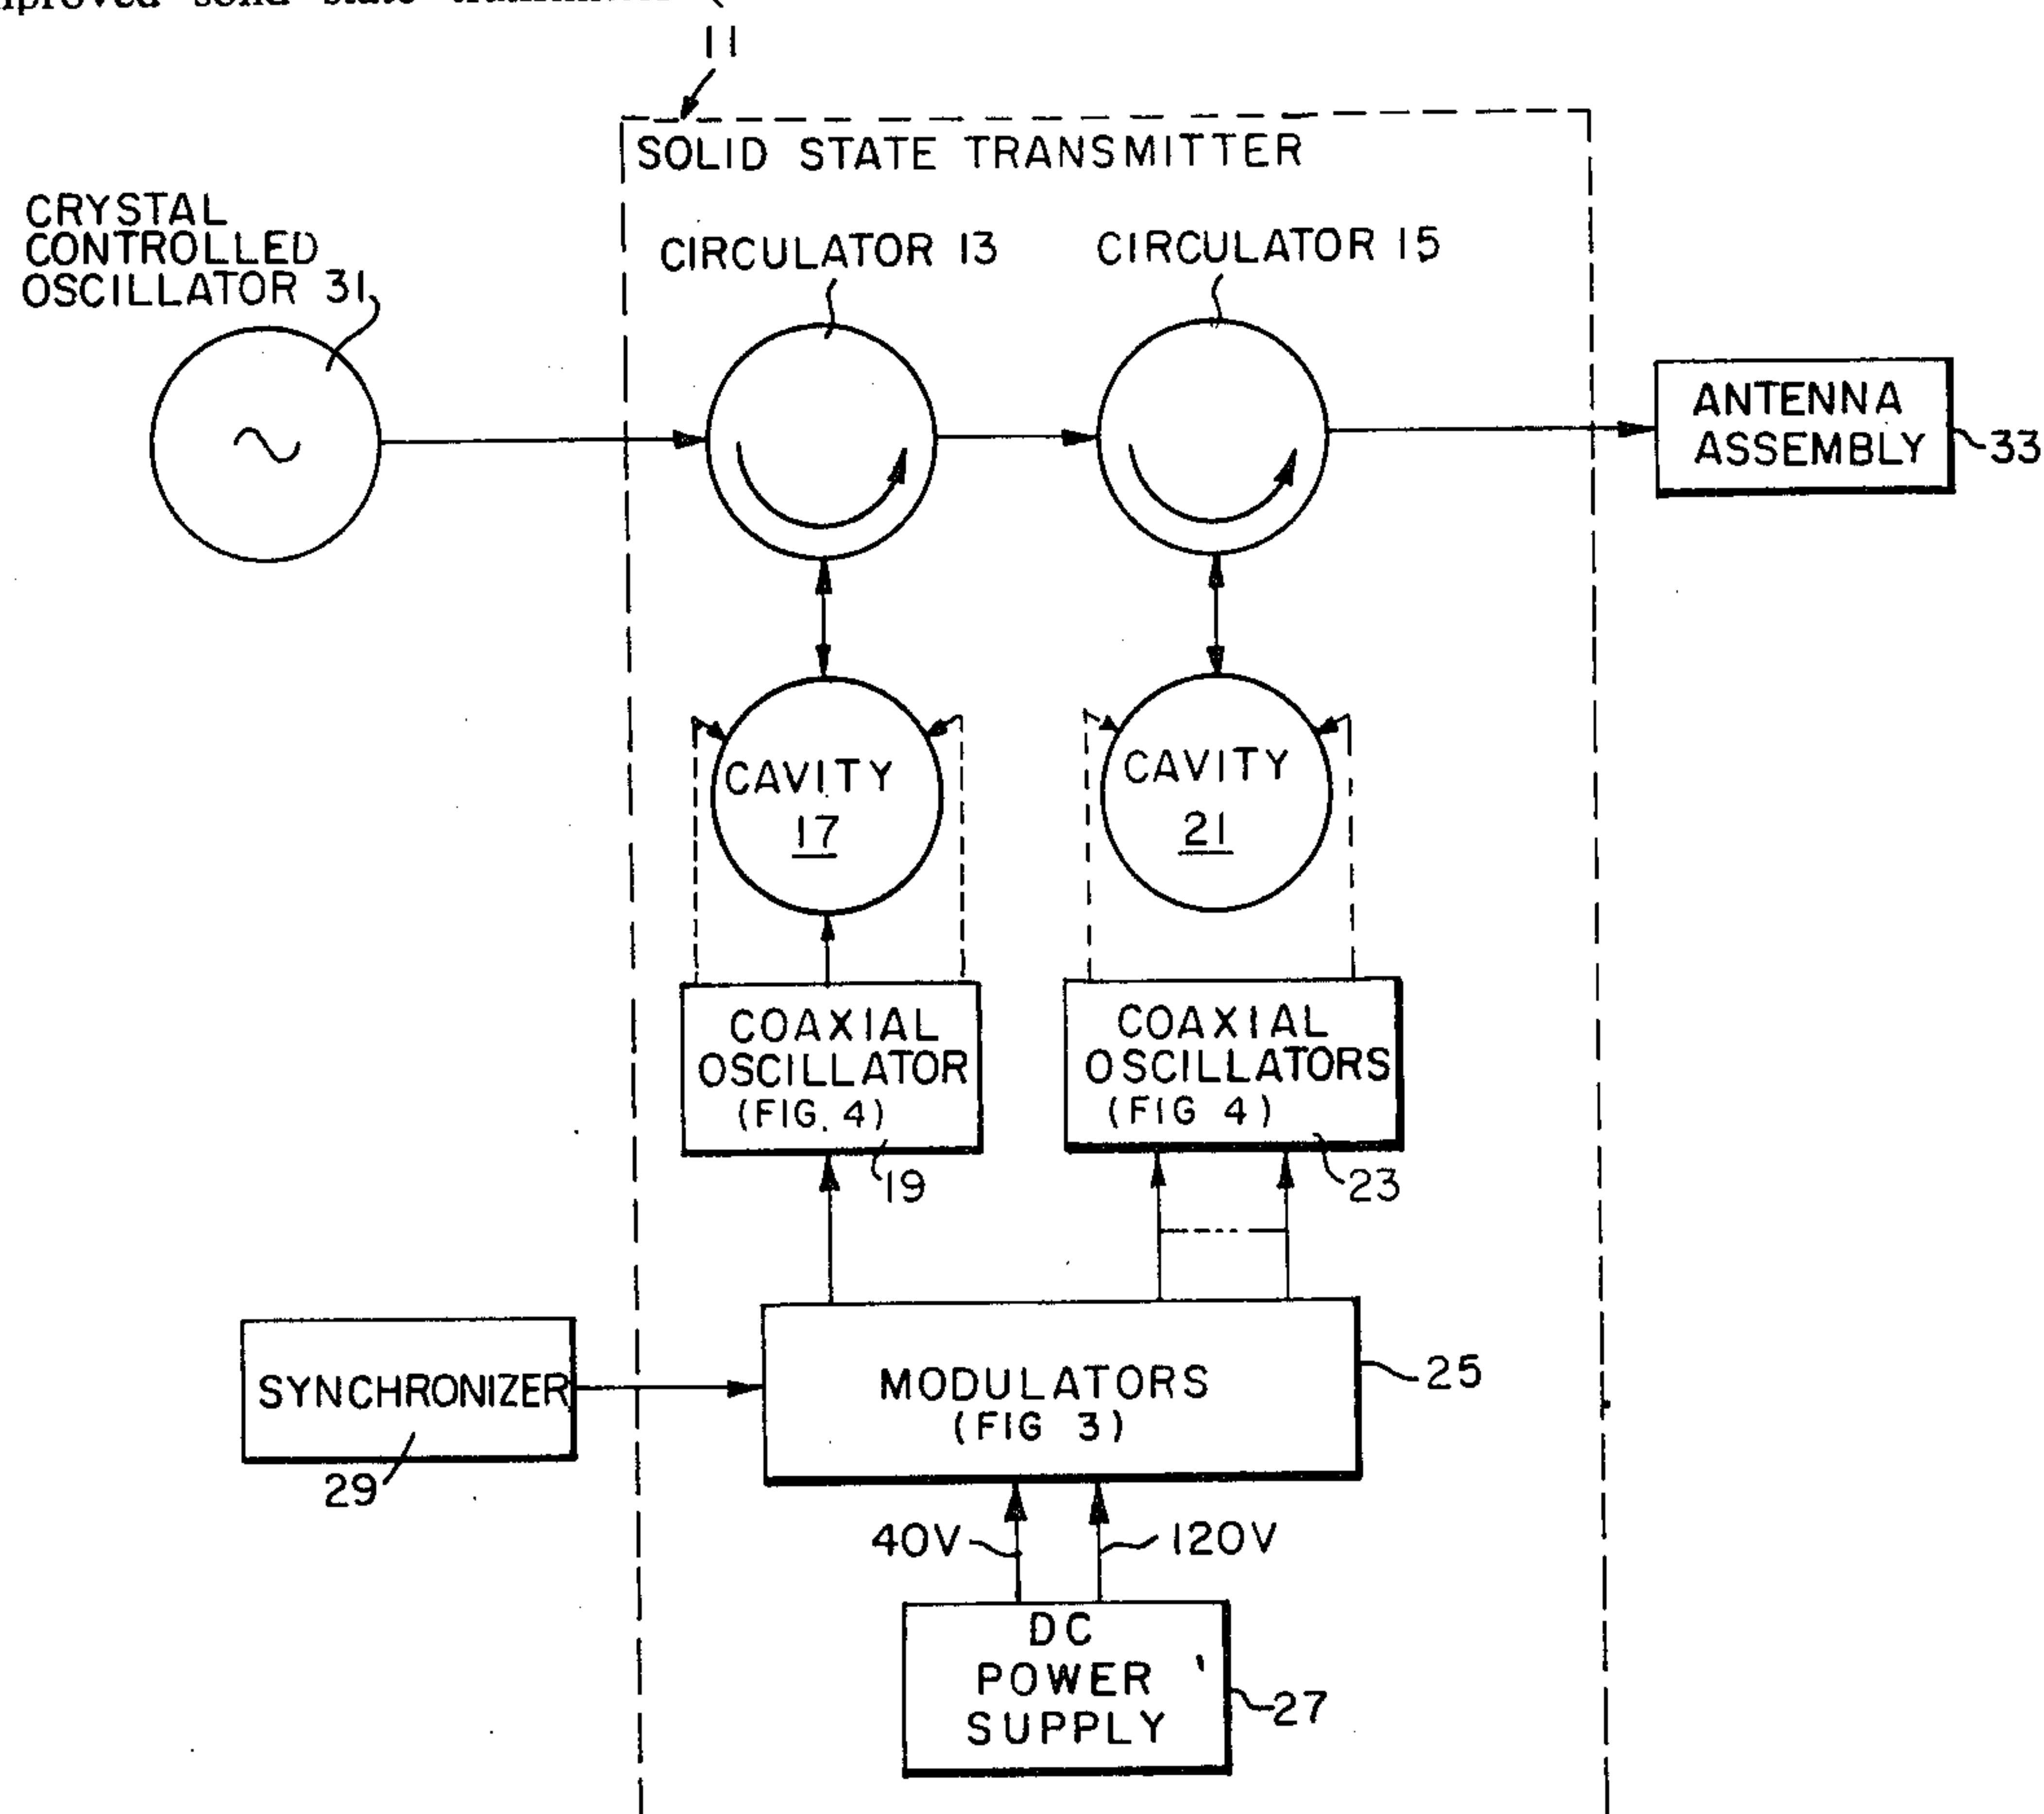 11
SOLID STATE TRANSMITTER
CRYSTAL
CONTROLLED
OSCILLATOR 31
CIRCULATOR 13
CIRCULATOR 15
ANTENNA
ASSEMBLY
33
CAVITY
17
CAVITY
21
COAXIAL
OSCILLATOR
(FIG. 4)
19
COAXIAL
OSCILLATORS
(FIG 4)
23
SYNCHRONIZER
29
MODULATORS
(FIG 3)
25
40V
120V
DC
POWER
SUPPLY
27